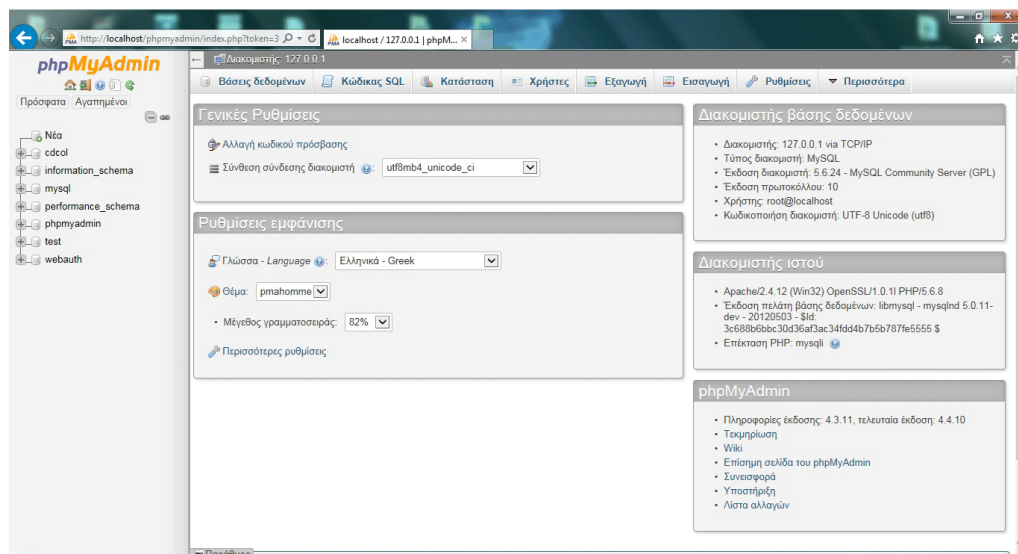 http://localhost/phpmyadmin/index.php?token=3
localhost / 127.0.0.1 | phpM...
phpMyAdmin
Πρόσφατα Αγαπημένοι
Νέα
cdcol
information_schema
mysql
performance_schema
phpmyadmin
test
webauth
Διακομιστής: 127.0.0.1
Βάσεις δεδομένων Κώδικας SQL Κατάσταση Χρήστες Εξαγωγή Εισαγωγή Ρυθμίσεις Περισσότερα
Γενικές Ρυθμίσεις
Αλλαγή κωδικού πρόσβασης
Σύνθεση σύνδεσης διακομιστή : utf8mb4_unicode_ci
Ρυθμίσεις εμφάνισης
Γλώσσα - Language : Ελληνικά - Greek
Θέμα: pmahomme
• Μέγεθος γραμματοσειράς: 82%
Περισσότερες ρυθμίσεις
Διακομιστής βάσης δεδομένων
• Διακομιστής: 127.0.0.1 via TCP/IP
• Τύπος διακομιστή: MySQL
• Έκδοση διακομιστή: 5.6.24 - MySQL Community Server (GPL)
• Έκδοση πρωτοκόλλου: 10
• Χρήστης: root@localhost
• Κωδικοποίηση διακομιστή: UTF-8 Unicode (utf8)
Διακομιστής ιστού
• Apache/2.4.12 (Win32) OpenSSL/1.0.1l PHP/5.6.8
• Έκδοση πελάτη βάσης δεδομένων: libmysql - mysqlnd 5.0.11-
dev - 20120503 - $Id:
3c688b6bbc30d36af3ac34fdd4b7b5b787fe5555 $
• Επέκταση PHP: mysqli
phpMyAdmin
• Πληροφορίες έκδοσης: 4.3.11, τελευταία έκδοση: 4.4.10
• Τεκμηρίωση
• Wiki
• Επίσημη σελίδα του phpMyAdmin
• Συνεισφορά
• Υποστήριξη
• Λίστα αλλαγών